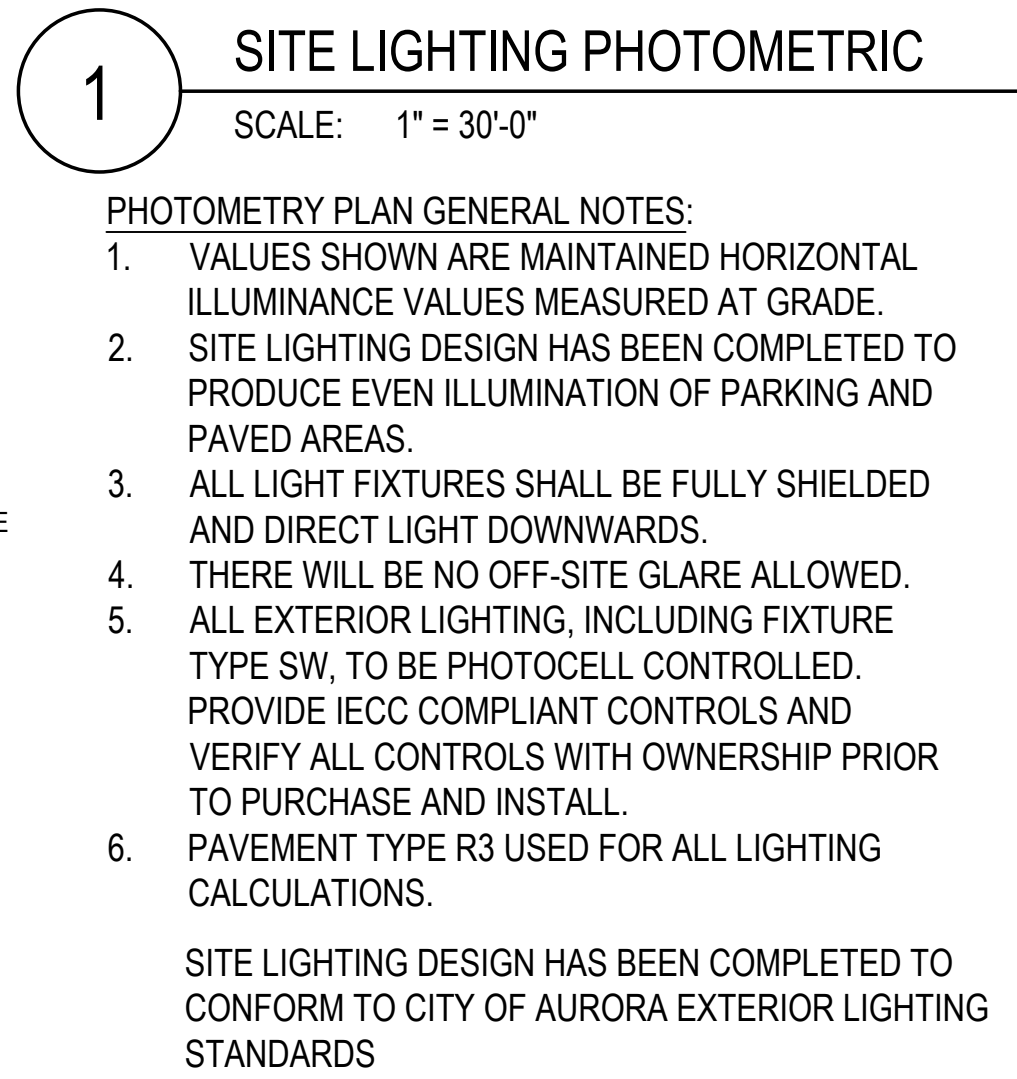 1
SITE LIGHTING PHOTOMETRIC
SCALE: 1" = 30'-0"
PHOTOMETRY PLAN GENERAL NOTES:
1. VALUES SHOWN ARE MAINTAINED HORIZONTAL
ILLUMINANCE VALUES MEASURED AT GRADE.
2. SITE LIGHTING DESIGN HAS BEEN COMPLETED TO
PRODUCE EVEN ILLUMINATION OF PARKING AND
PAVED AREAS.
3. ALL LIGHT FIXTURES SHALL BE FULLY SHIELDED
AND DIRECT LIGHT DOWNWARDS.
4. THERE WILL BE NO OFF-SITE GLARE ALLOWED.
5. ALL EXTERIOR LIGHTING, INCLUDING FIXTURE
TYPE SW, TO BE PHOTOCELL CONTROLLED.
PROVIDE IECC COMPLIANT CONTROLS AND
VERIFY ALL CONTROLS WITH OWNERSHIP PRIOR
TO PURCHASE AND INSTALL.
6. PAVEMENT TYPE R3 USED FOR ALL LIGHTING
CALCULATIONS.
SITE LIGHTING DESIGN HAS BEEN COMPLETED TO
CONFORM TO CITY OF AURORA EXTERIOR LIGHTING
STANDARDS